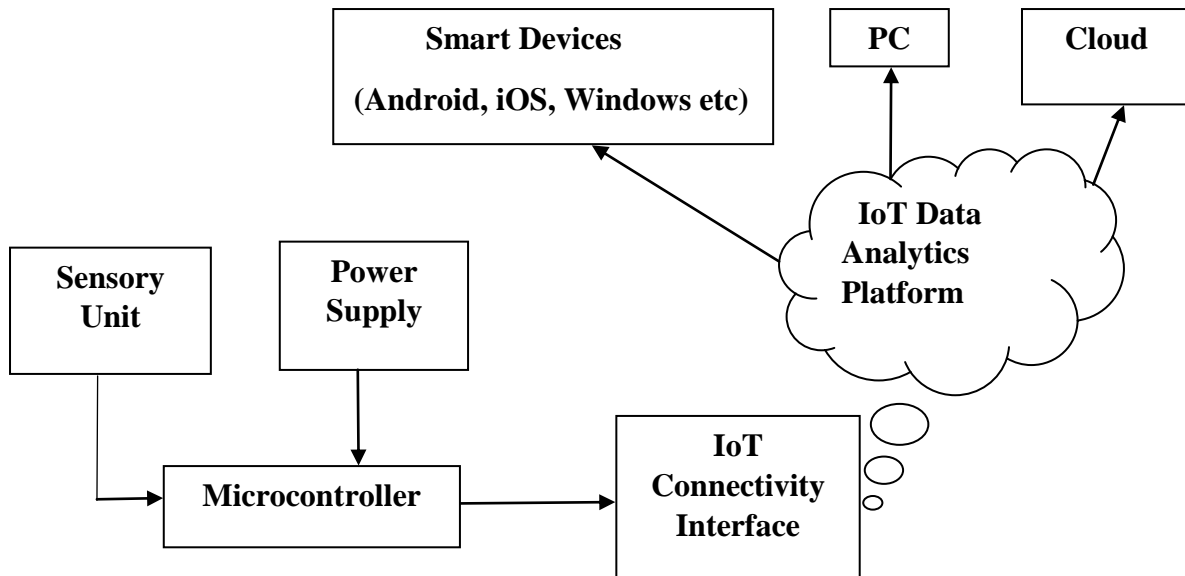 Smart Devices
(Android, iOS, Windows etc)
PC
Cloud
IoT Data
Analytics
Platform
Sensory
Unit
Power
Supply
Microcontroller
IoT
Connectivity
Interface